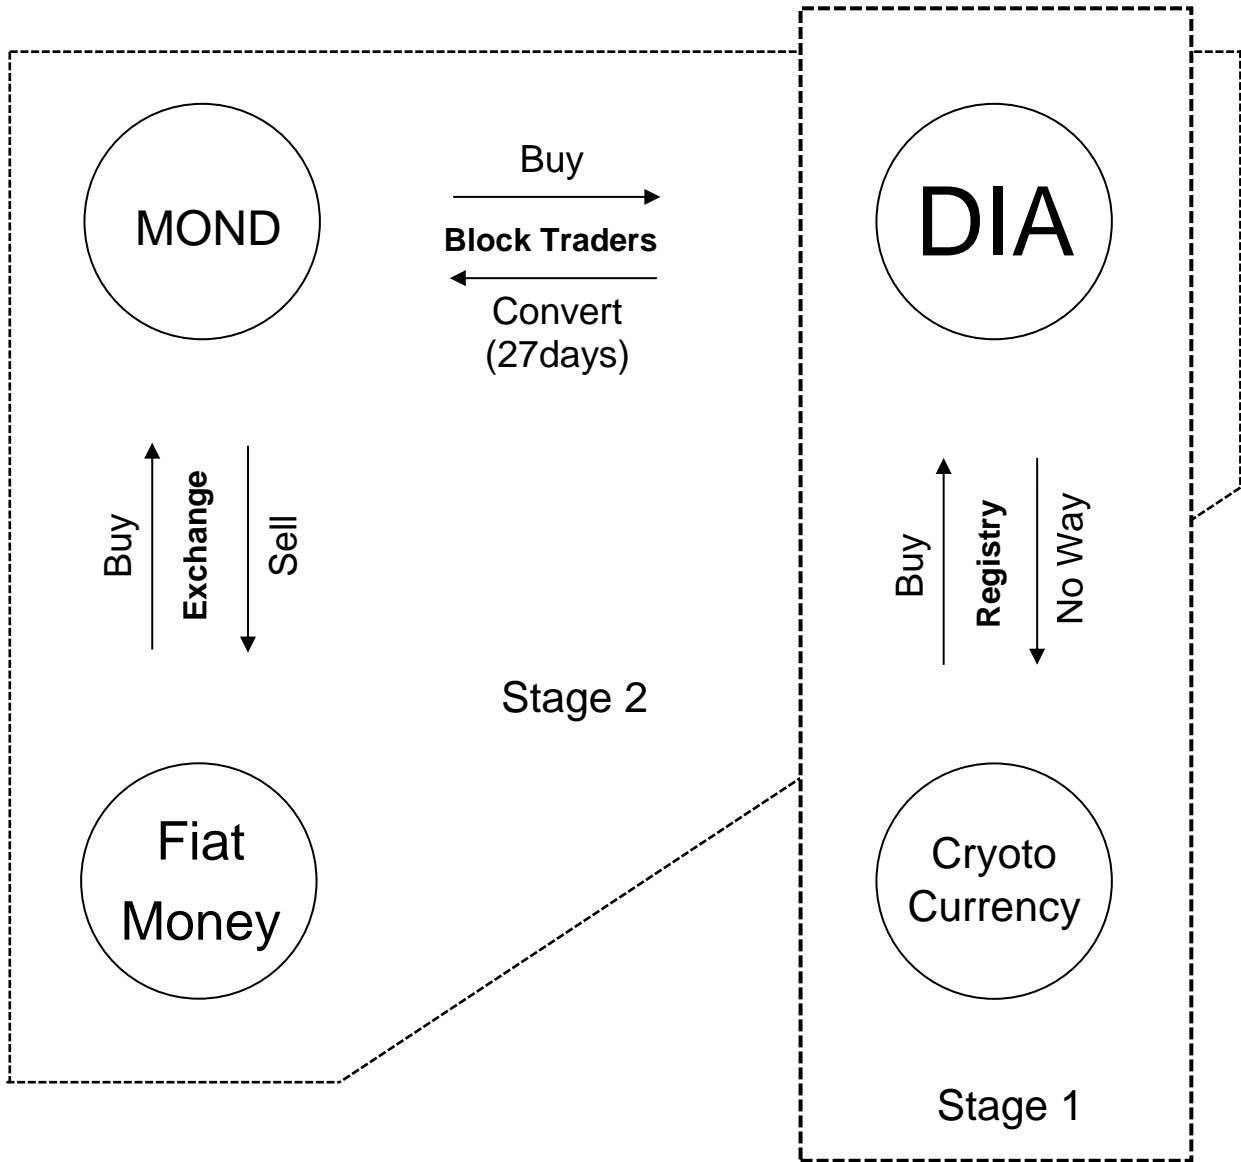 MOND
Buy
Block Traders
Convert
(27days)
DIA
Buy
Exchange
Sell
Buy
Registry
No Way
Stage 2
Fiat
Money
Cryoto
Currency
Stage 1